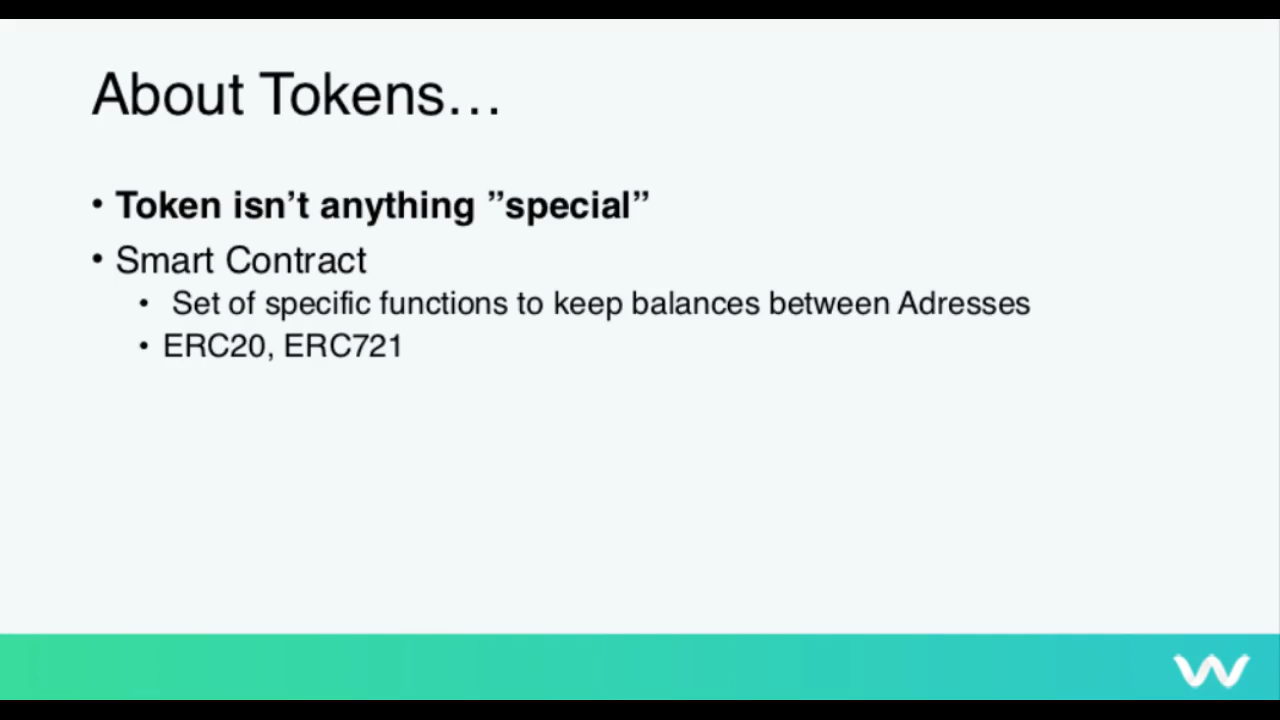 About Tokens…
• Token isn’t anything ”special”
• Smart Contract
• Set of specific functions to keep balances between Adresses
• ERC20, ERC721